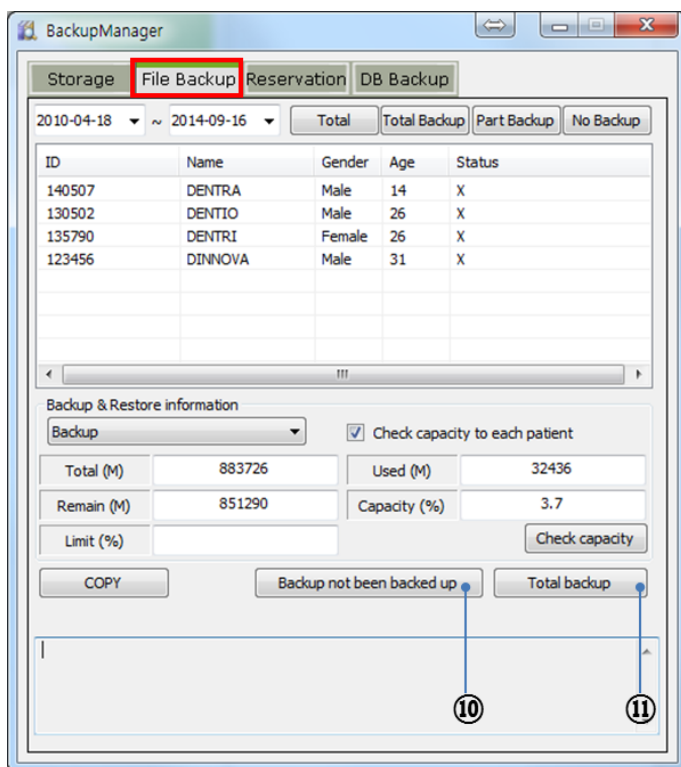 BackupManager
Storage File Backup Reservation DB Backup
2010-04-18 ~ 2014-09-16 Total Total Backup Part Backup No Backup
ID Name Gender Age Status
140507 DENTRA Male 14 X
130502 DENTIO Male 26 X
135790 DENTRI Female 26 X
123456 DINNOVA Male 31 X
Backup & Restore information
Backup Check capacity to each patient
Total (M) 883726 Used (M) 32436
Remain (M) 851290 Capacity (%) 3.7
Limit (%) Check capacity
COPY Backup not been backed up Total backup
⑩ ⑪